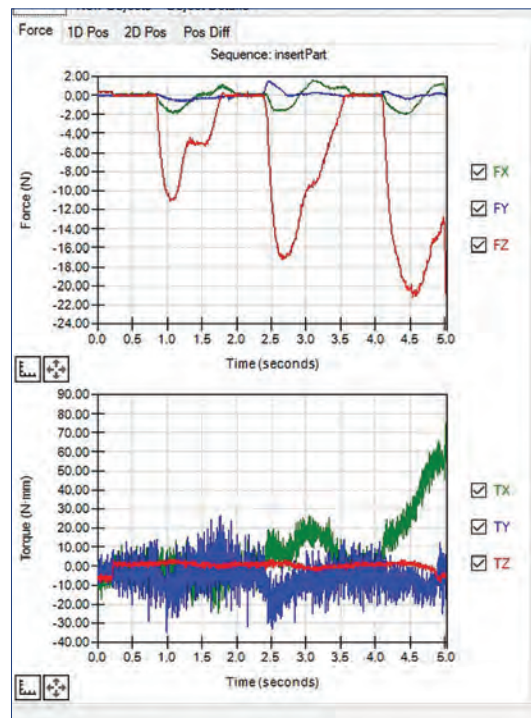 Force 1D Pos 2D Pos Pos Diff
Sequence: insertPart
2.00
0.00
-2.00
-4.00
-6.00
-8.00
-10.00
-12.00
-14.00
-16.00
-18.00
-20.00
-22.00
-24.00
Force (N)
0.0 0.5 1.0 1.5 2.0 2.5 3.0 3.5 4.0 4.5 5.0
Time (seconds)
FX
FY
FZ
90.00
80.00
70.00
60.00
50.00
40.00
30.00
20.00
10.00
0.00
-10.00
-20.00
-30.00
-40.00
Torque (N·mm)
0.0 0.5 1.0 1.5 2.0 2.5 3.0 3.5 4.0 4.5 5.0
Time (seconds)
TX
TY
TZ